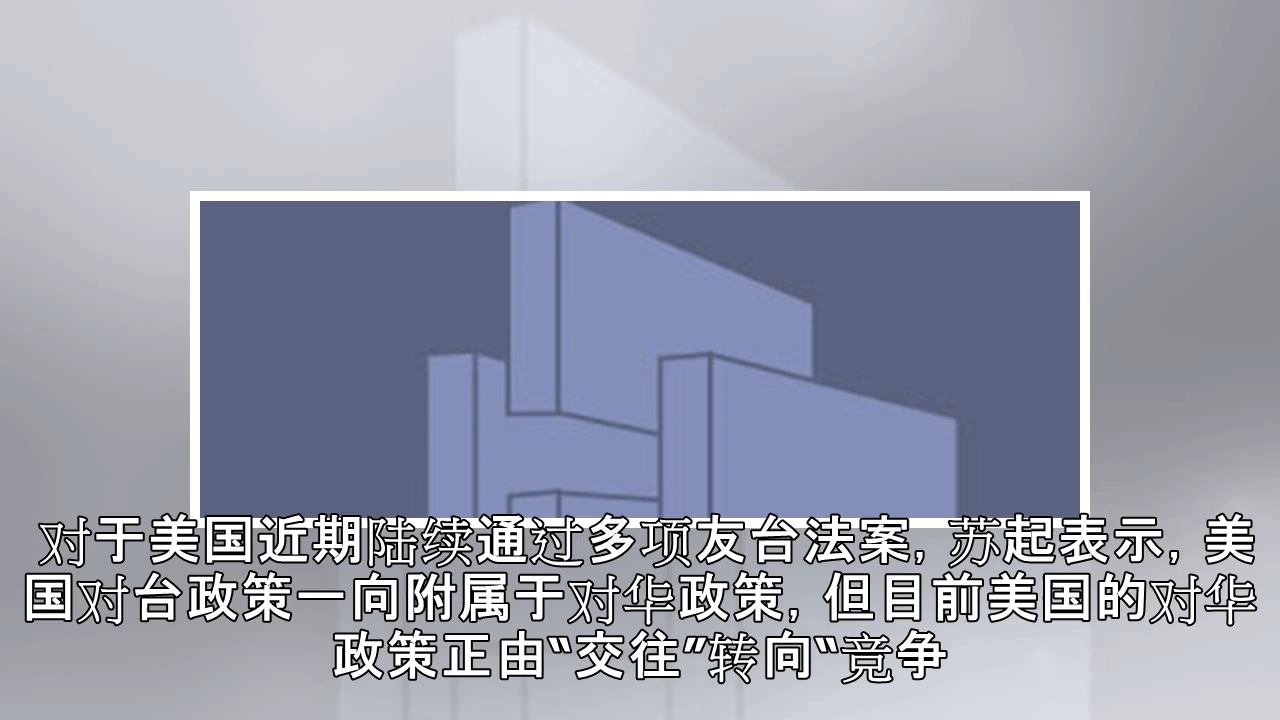 对于美国近期陆续通过多项友台法案, 苏起表示, 美
国对台政策一向附属于对华政策, 但目前美国的对华
政策正由“交往”转向“竞争